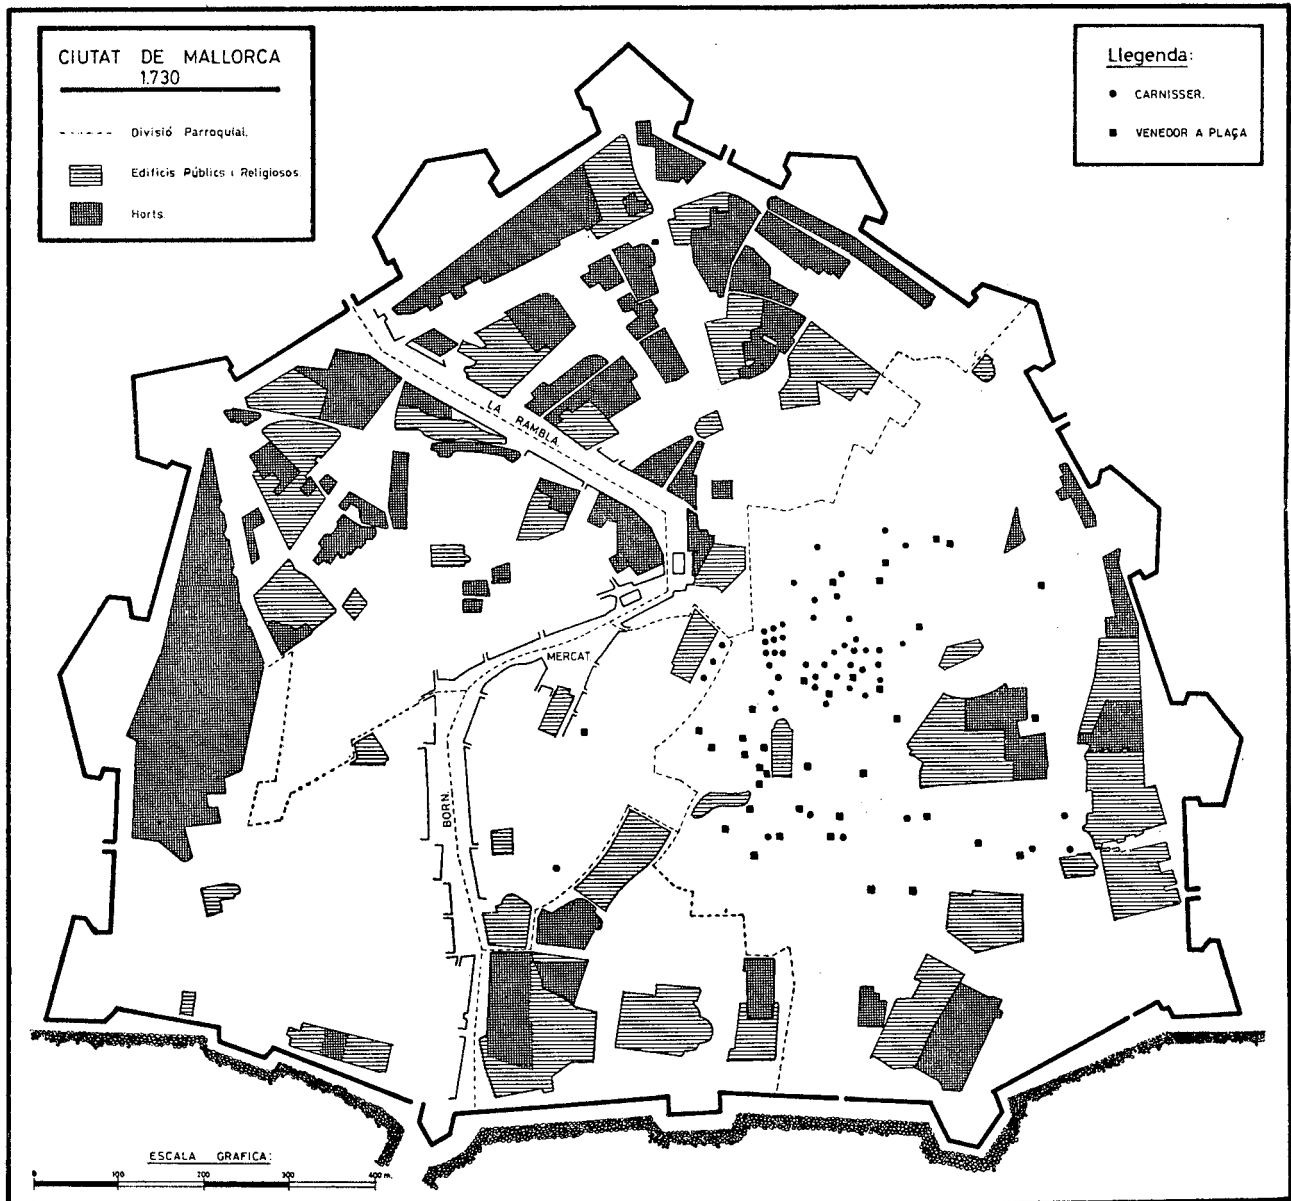 CIUTAT DE MALLORCA
1.730
Divisió Parroquial.
Edificis Públics i Religiosos.
Horts.
Llegenda:
CARNISSER.
VENEDOR A PLAÇA
LA RAMBLA.
MERCAT
BORN.
ESCALA GRAFICA:
0 100 200 300 400 m.